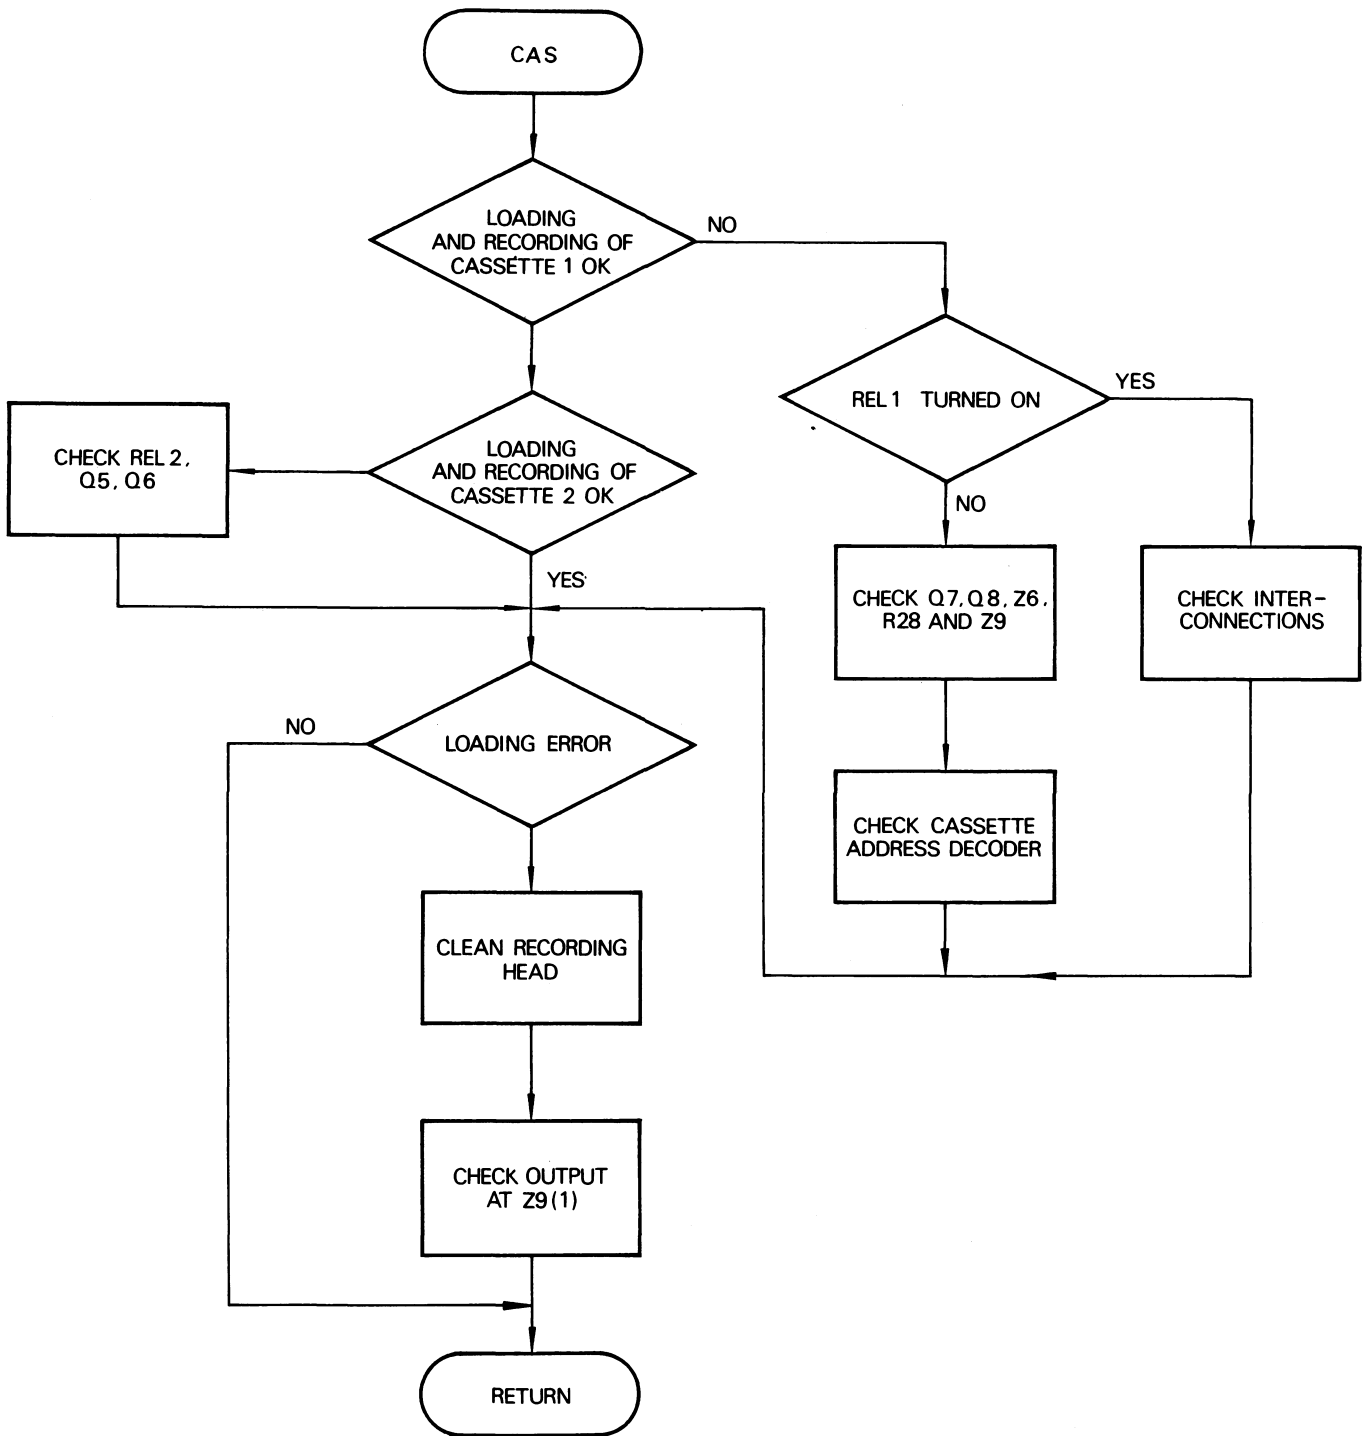 CAS
LOADING
AND RECORDING OF
CASSETTE 1 OK
NO
REL 1 TURNED ON
YES
LOADING
AND RECORDING OF
CASSETTE 2 OK
CHECK REL 2,
Q5, Q6
NO
YES
CHECK Q7, Q8, Z6,
R28 AND Z9
CHECK INTER-
CONNECTIONS
NO
LOADING ERROR
CHECK CASSETTE
ADDRESS DECODER
CLEAN RECORDING
HEAD
CHECK OUTPUT
AT Z9(1)
RETURN